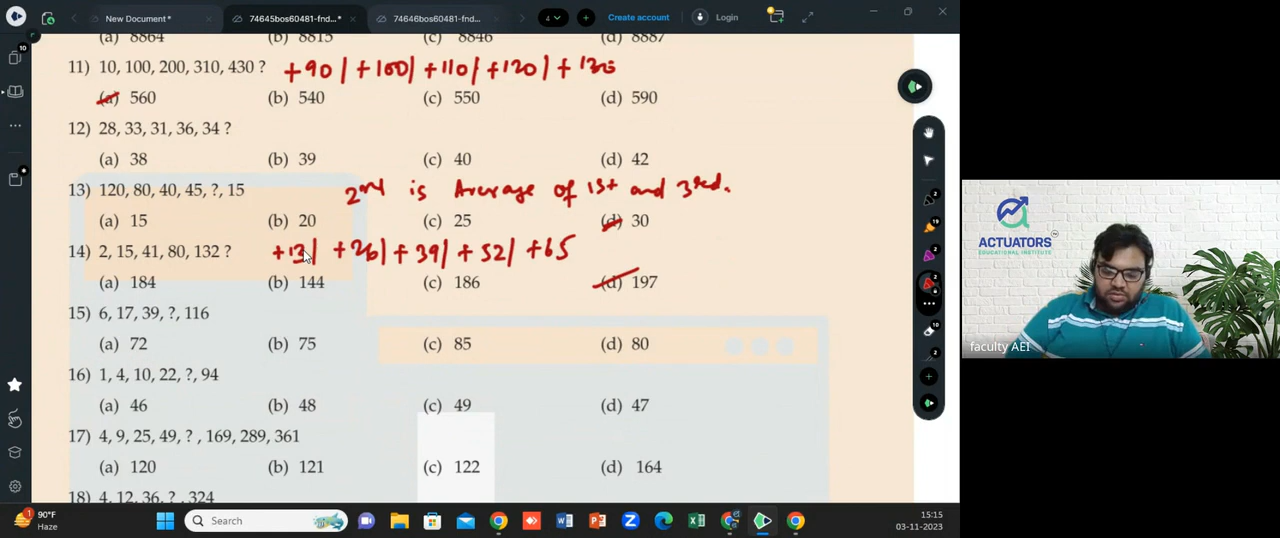 New Document*
74645bos60481-fnd...*
74646bos60481-fnd...
4
Create account
Login
(a) 8864 (b) 8815 (c) 8846 (d) 8887
11) 10, 100, 200, 310, 430 ? +90 / +100 / +110 / +120 / +130
(a) 560 (b) 540 (c) 550 (d) 590
12) 28, 33, 31, 36, 34 ?
(a) 38 (b) 39 (c) 40 (d) 42
13) 120, 80, 40, 45, ?, 15 2nd is Average of 1st and 3rd.
(a) 15 (b) 20 (c) 25 (d) 30
14) 2, 15, 41, 80, 132 ? +13 / +26 / +39 / +52 / +65
(a) 184 (b) 144 (c) 186 (d) 197
15) 6, 17, 39, ?, 116
(a) 72 (b) 75 (c) 85 (d) 80
16) 1, 4, 10, 22, ?, 94
(a) 46 (b) 48 (c) 49 (d) 47
17) 4, 9, 25, 49, ? , 169, 289, 361
(a) 120 (b) 121 (c) 122 (d) 164
18) 4, 12, 36, ? , 324
ACTUATORS
EDUCATIONAL INSTITUTE
faculty AEI
90°F
Haze
Search
15:15
03-11-2023